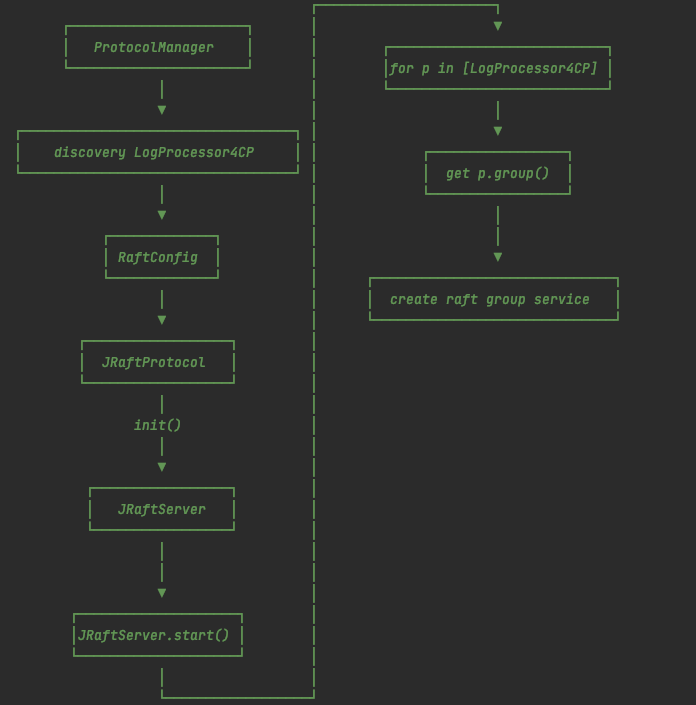 ProtocolManager
discovery LogProcessor4CP
RaftConfig
JRaftProtocol
init()
JRaftServer
JRaftServer.start()
for p in [LogProcessor4CP]
get p.group()
create raft group service